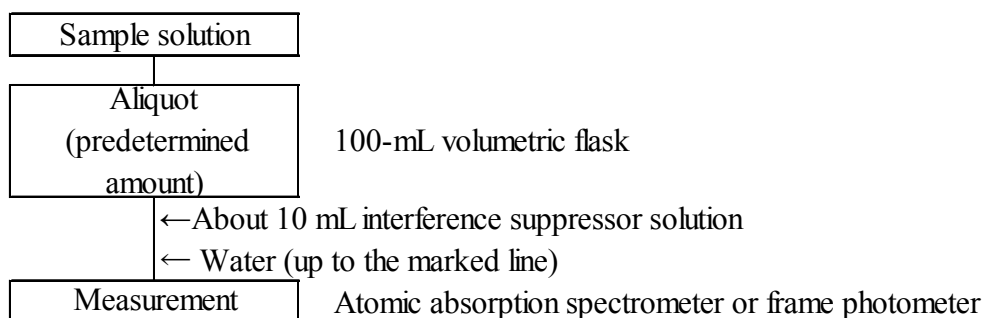 Sample solution
Aliquot
(predetermined
100-mL volumetric flask
amount)
←About 10 mL interference suppressor solution
← Water (up to the marked line)
Measurement
Atomic absorption spectrometer or frame photometer